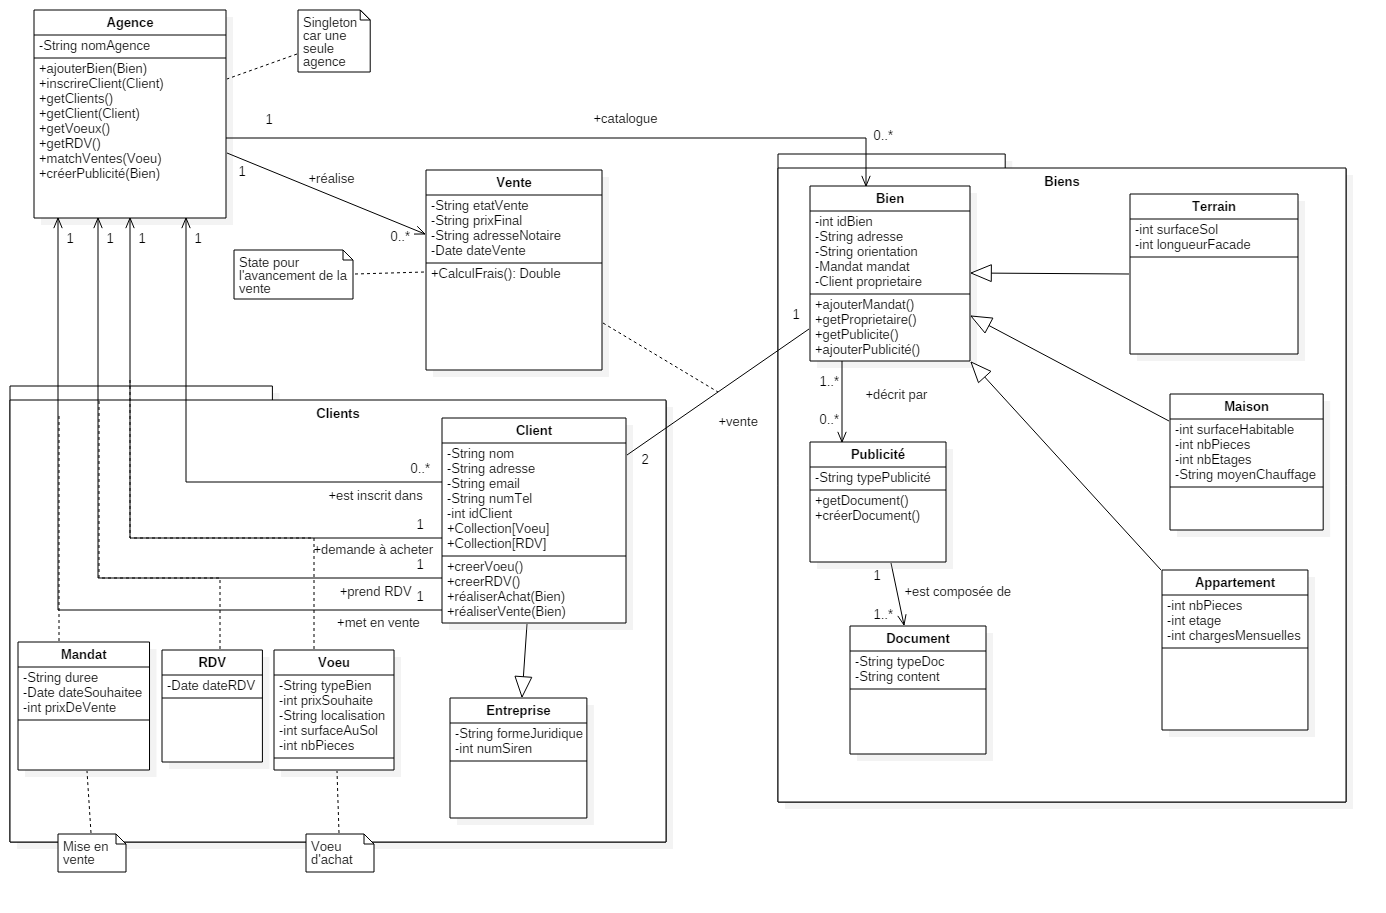 Agence
-String nomAgence
+ajouterBien(Bien)
+inscrireClient(Client)
+getClients()
+getClient(Client)
+getVoeux()
+getRDV()
+matchVentes(Voeu)
+créerPublicité(Bien)
Singleton
car une
seule
agence
1
+catalogue
0..*
1
+réalise
0..*
Vente
-String etatVente
-String prixFinal
-String adresseNotaire
-Date dateVente
+CalculFrais(): Double
State pour
l'avancement de la
vente
1
1
1
1
Biens
Bien
-int idBien
-String adresse
-String orientation
-Mandat mandat
-Client proprietaire
+ajouterMandat()
+getProprietaire()
+getPublicite()
+ajouterPublicité()
Terrain
-int surfaceSol
-int longueurFacade
1
+vente
2
1..*
+décrit par
0..*
Maison
-int surfaceHabitable
-int nbPieces
-int nbEtages
-String moyenChauffage
Publicité
-String typePublicité
+getDocument()
+créerDocument()
1
+est composée de
1..*
Appartement
-int nbPieces
-int etage
-int chargesMensuelles
Document
-String typeDoc
-String content
Clients
Client
-String nom
-String adresse
-String email
-String numTel
-int idClient
+Collection[Voeu]
+Collection[RDV]
+creerVoeu()
+creerRDV()
+réaliserAchat(Bien)
+réaliserVente(Bien)
0..*
+est inscrit dans
1
+demande à acheter
1
+prend RDV
1
+met en vente
Mandat
-String duree
-Date dateSouhaitee
-int prixDeVente
RDV
-Date dateRDV
Voeu
-String typeBien
-int prixSouhaite
-String localisation
-int surfaceAuSol
-int nbPieces
Entreprise
-String formeJuridique
-int numSiren
Mise en
vente
Voeu
d'achat